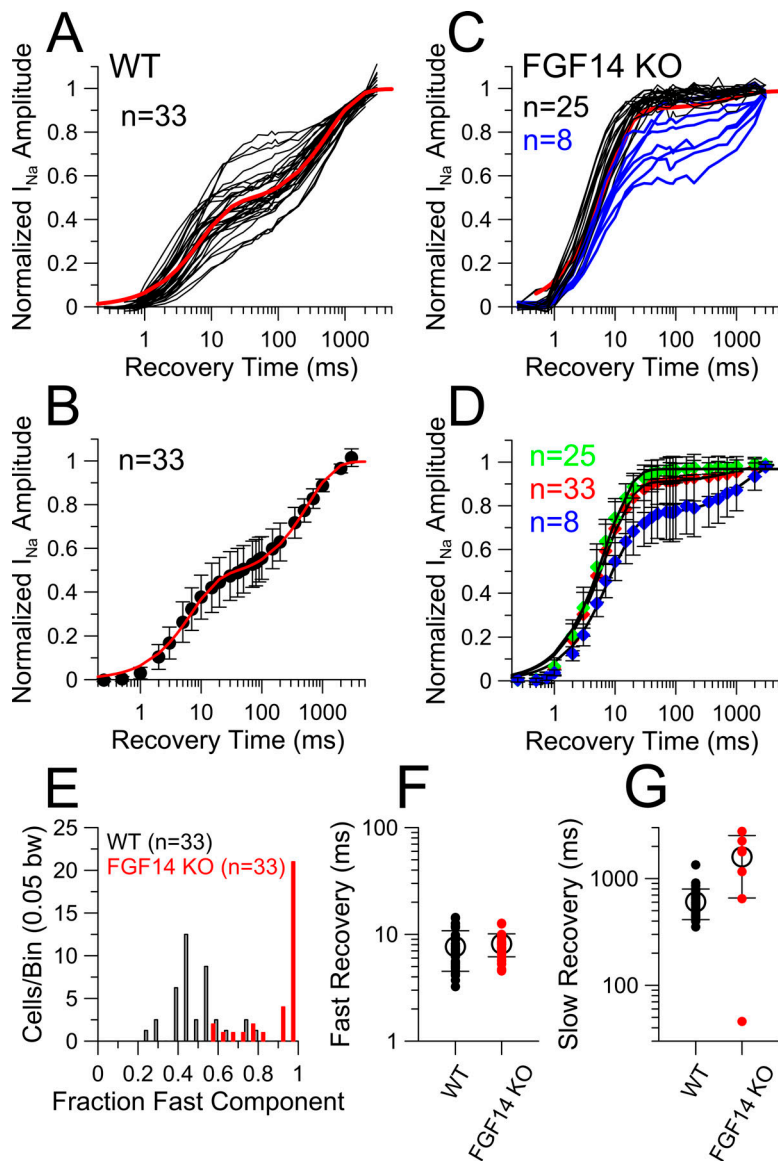 A
WT
n=33
Normalized I_Na Amplitude
1
0.8
0.6
0.4
0.2
0
1 10 100 1000
Recovery Time (ms)
C
FGF14 KO
n=25
n=8
Normalized I_Na Amplitude
1
0.8
0.6
0.4
0.2
0
1 10 100 1000
Recovery Time (ms)
B
n=33
Normalized I_Na Amplitude
1
0.8
0.6
0.4
0.2
0
1 10 100 1000
Recovery Time (ms)
D
n=25
n=33
n=8
Normalized I_Na Amplitude
1
0.8
0.6
0.4
0.2
0
1 10 100 1000
Recovery Time (ms)
E
WT (n=33)
FGF14 KO (n=33)
Cells/Bin (0.05 bw)
25
20
15
10
5
0
0 0.2 0.4 0.6 0.8 1
Fraction Fast Component
F
Fast Recovery (ms)
100
10
1
WT
FGF14 KO
G
Slow Recovery (ms)
1000
100
WT
FGF14 KO